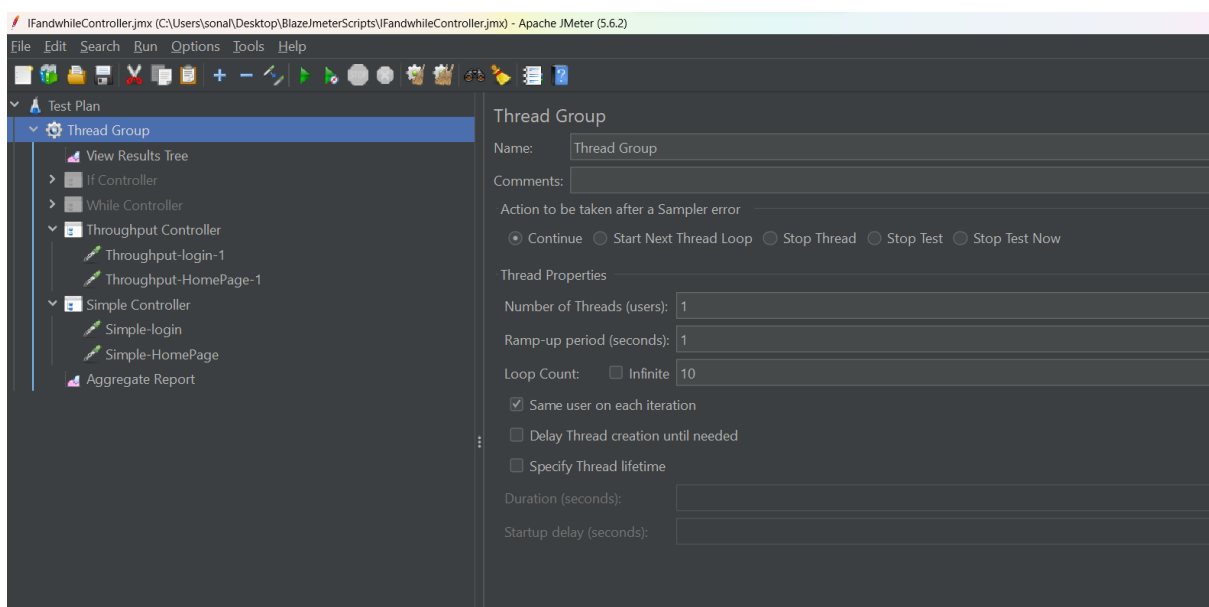 IFandwhileController.jmx (C:\Users\sonal\Desktop\BlazeJmeterScripts\IFandwhileController.jmx) - Apache JMeter (5.6.2)
File Edit Search Run Options Tools Help
Test Plan
Thread Group
View Results Tree
If Controller
While Controller
Throughput Controller
Throughput-login-1
Throughput-HomePage-1
Simple Controller
Simple-login
Simple-HomePage
Aggregate Report
Thread Group
Name: Thread Group
Comments:
Action to be taken after a Sampler error
Continue Start Next Thread Loop Stop Thread Stop Test Stop Test Now
Thread Properties
Number of Threads (users): 1
Ramp-up period (seconds): 1
Loop Count: Infinite 10
Same user on each iteration
Delay Thread creation until needed
Specify Thread lifetime
Duration (seconds):
Startup delay (seconds):